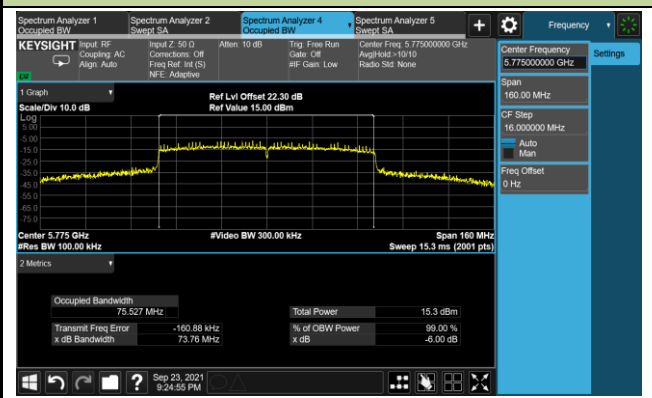 Spectrum Analyzer 1
Occupied BW
Spectrum Analyzer 2
Swept SA
Spectrum Analyzer 4
Occupied BW
Spectrum Analyzer 5
Swept SA
+
Frequency
KEYSIGHT
Input: RF
Coupling: AC
Align: Auto
Input Z: 50 Ω
Corrections: Off
Freq Ref: Int (S)
NFE: Adaptive
Atten: 10 dB
Trig: Free Run
Gate: Off
#IF Gain: Low
Center Freq: 5.775000000 GHz
Avg|Hold:>10/10
Radio Std: None
Center Frequency
5.775000000 GHz
Settings
Span
160.00 MHz
CF Step
16.000000 MHz
Auto
Man
Freq Offset
0 Hz
1 Graph
Scale/Div 10.0 dB
Ref Lvl Offset 22.30 dB
Ref Value 15.00 dBm
Log
5.00
-5.00
-15.0
-25.0
-35.0
-45.0
-55.0
-65.0
-75.0
Center 5.775 GHz
#Res BW 100.00 kHz
#Video BW 300.00 kHz
Span 160 MHz
Sweep 15.3 ms (2001 pts)
2 Metrics
Occupied Bandwidth
75.527 MHz
Total Power 15.3 dBm
Transmit Freq Error -160.88 kHz
% of OBW Power 99.00 %
x dB Bandwidth 73.76 MHz
x dB -6.00 dB
?
Sep 23, 2021
9:24:55 PM